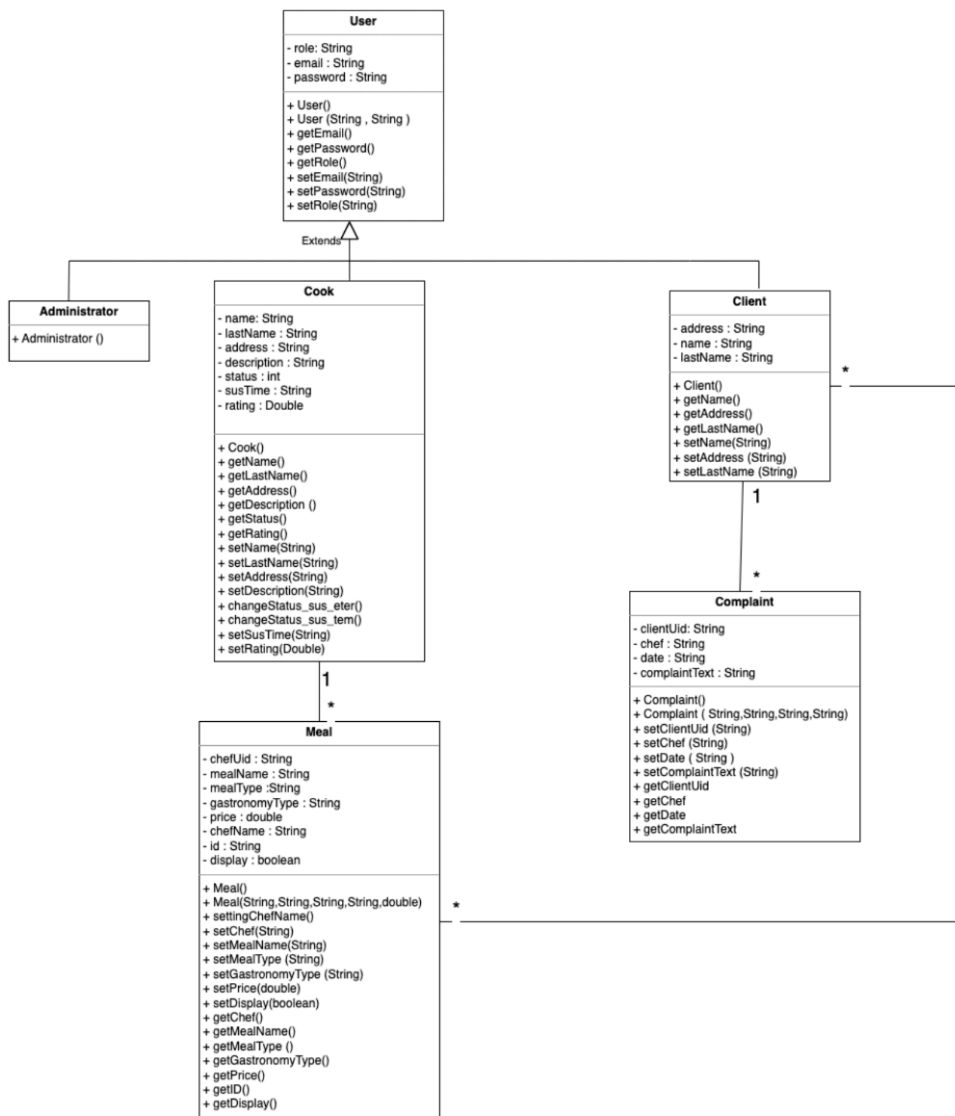 User
- role: String
- email : String
- password : String
+ User()
+ User (String , String )
+ getEmail()
+ getPassword()
+ getRole()
+ setEmail(String)
+ setPassword(String)
+ setRole(String)
Extends
Administrator
+ Administrator ()
Cook
- name: String
- lastName : String
- address : String
- description : String
- status : int
- susTime : String
- rating : Double
+ Cook()
+ getName()
+ getLastName()
+ getAddress()
+ getDescription ()
+ getStatus()
+ getRating()
+ setName(String)
+ setLastName(String)
+ setAddress(String)
+ setDescription(String)
+ changeStatus_sus_eter()
+ changeStatus_sus_tem()
+ setSusTime(String)
+ setRating(Double)
1
*
Client
- address : String
- name : String
- lastName : String
+ Client()
+ getName()
+ getAddress()
+ getLastName()
+ setName(String)
+ setAddress (String)
+ setLastName (String)
*
1
*
Complaint
- clientUid: String
- chef : String
- date : String
- complaintText : String
+ Complaint()
+ Complaint ( String,String,String,String)
+ setClientUid (String)
+ setChef (String)
+ setDate ( String )
+ setComplaintText (String)
+ getClientUid
+ getChef
+ getDate
+ getComplaintText
Meal
- chefUid : String
- mealName : String
- mealType :String
- gastronomyType : String
- price : double
- chefName : String
- id : String
- display : boolean
+ Meal()
+ Meal(String,String,String,String,double)
+ settingChefName()
+ setChef(String)
+ setMealName(String)
+ setMealType (String)
+ setGastronomyType (String)
+ setPrice(double)
+ setDisplay(boolean)
+ getChef()
+ getMealName()
+ getMealType ()
+ getGastronomyType()
+ getPrice()
+ getID()
+ getDisplay()
*